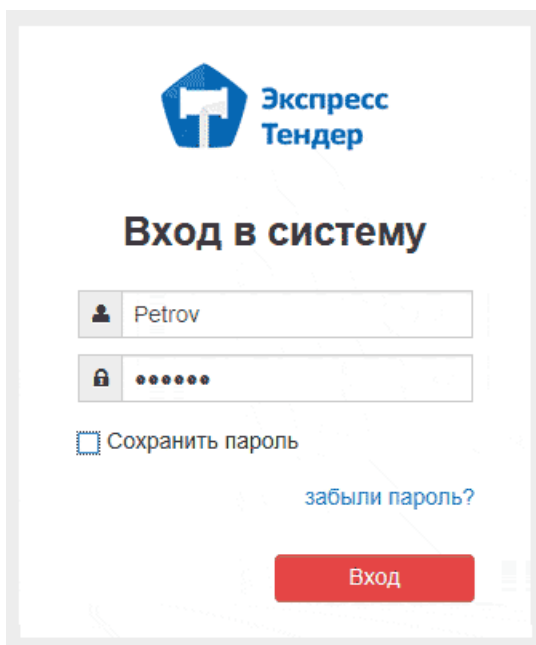 Экспресс
Тендер
Вход в систему
Petrov
Сохранить пароль
забыли пароль?
Вход